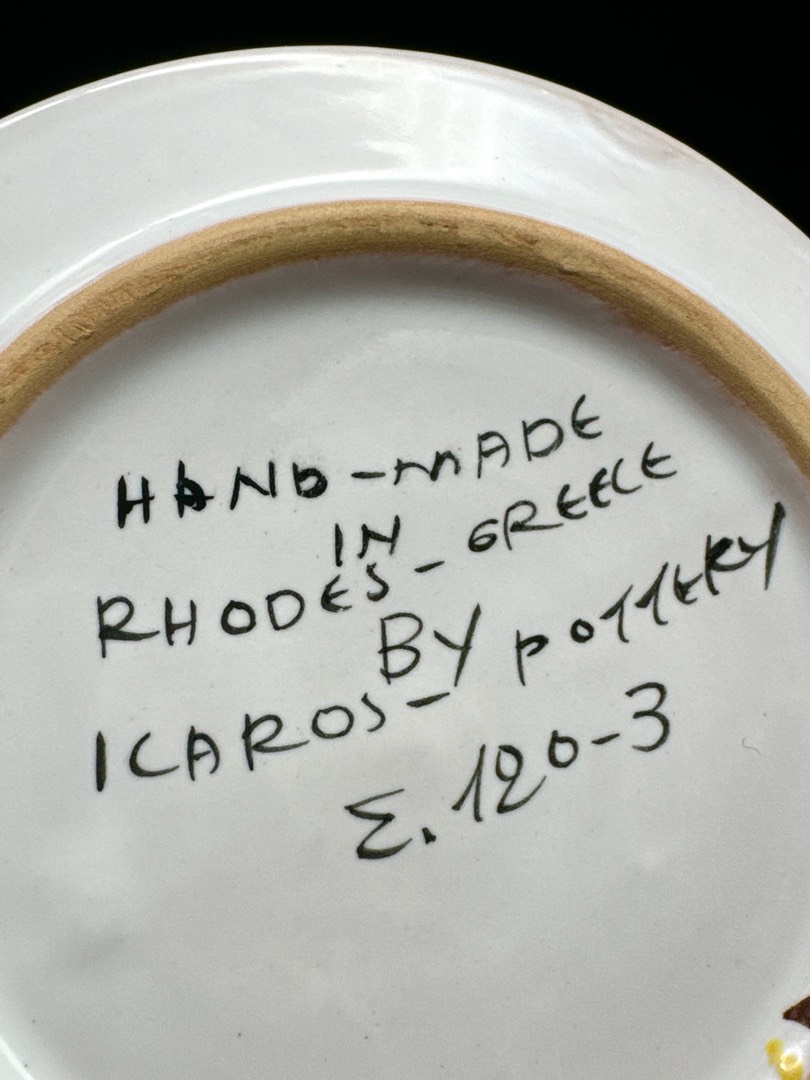 HAND-MADE
IN
RHODES-GREECE
BY
ICAROS-POTTERY
Σ.120-3